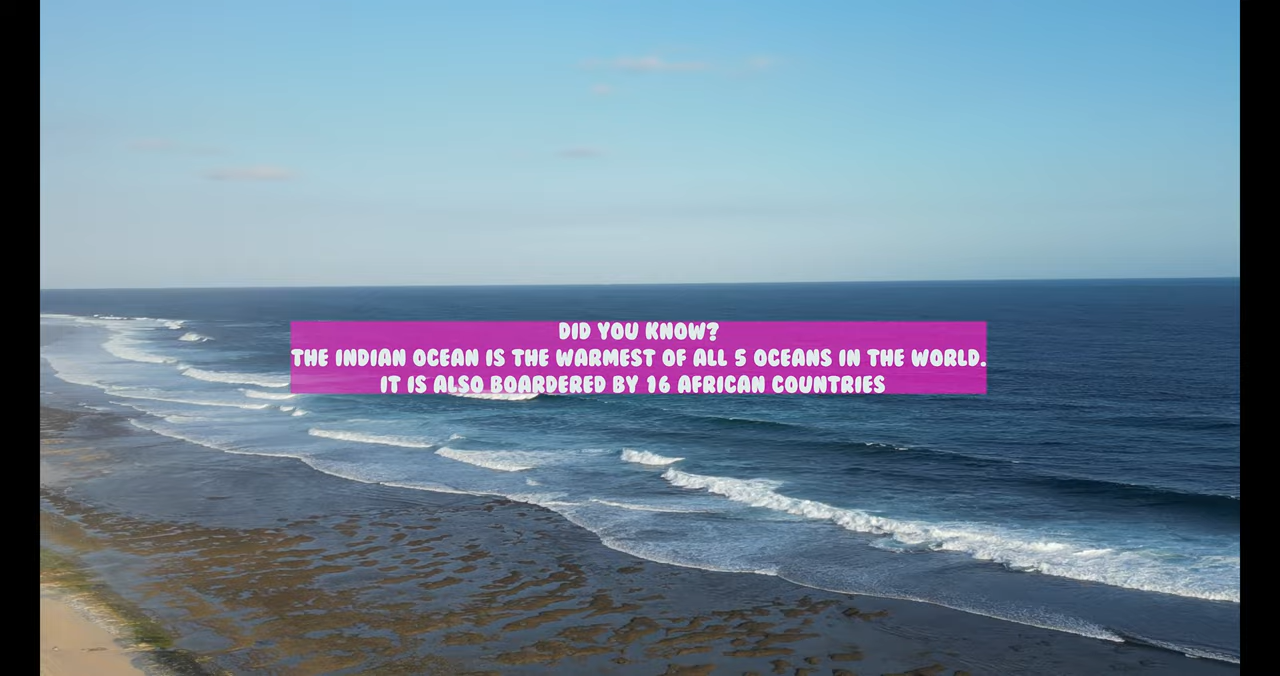 DID YOU KNOW?
THE INDIAN OCEAN IS THE WARMEST OF ALL 5 OCEANS IN THE WORLD.
IT IS ALSO BOARDERED BY 16 AFRICAN COUNTRIES